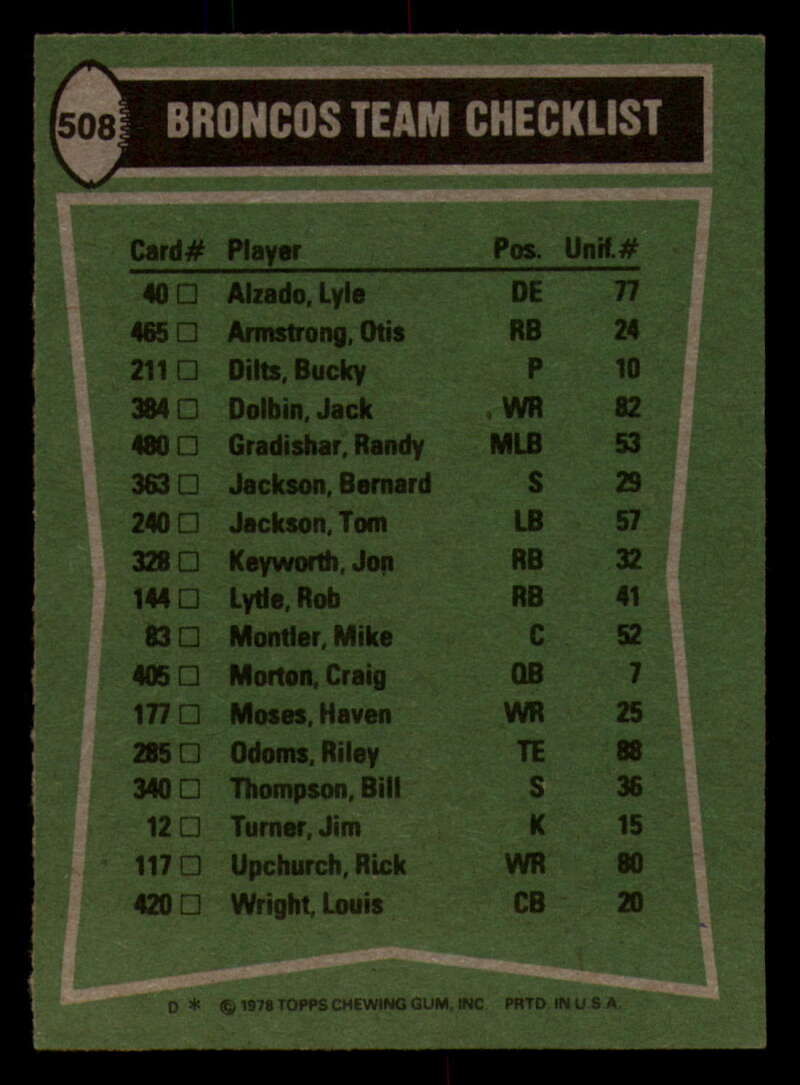 508 BRONCOS TEAM CHECKLIST
Card# Player Pos. Unif.#
40 □ Alzado, Lyle DE 77
465 □ Armstrong, Otis RB 24
211 □ Dilts, Bucky P 10
384 □ Dolbin, Jack WR 82
480 □ Gradishar, Randy MLB 53
363 □ Jackson, Bernard S 29
240 □ Jackson, Tom LB 57
328 □ Keyworth, Jon RB 32
144 □ Lytle, Rob RB 41
83 □ Montler, Mike C 52
405 □ Morton, Craig QB 7
177 □ Moses, Haven WR 25
285 □ Odoms, Riley TE 88
340 □ Thompson, Bill S 36
12 □ Turner, Jim K 15
117 □ Upchurch, Rick WR 80
420 □ Wright, Louis CB 20
D * © 1978 TOPPS CHEWING GUM, INC. PRTD. IN U.S.A.